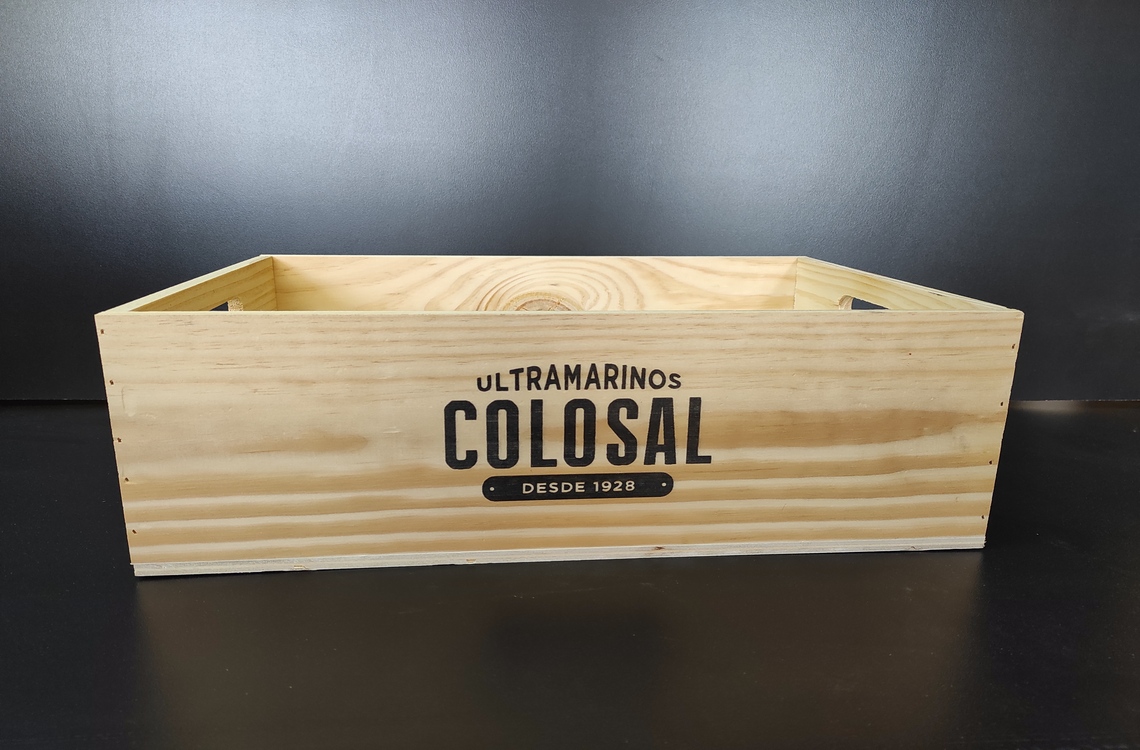 ULTRAMARINOS
COLOSAL
DESDE 1928